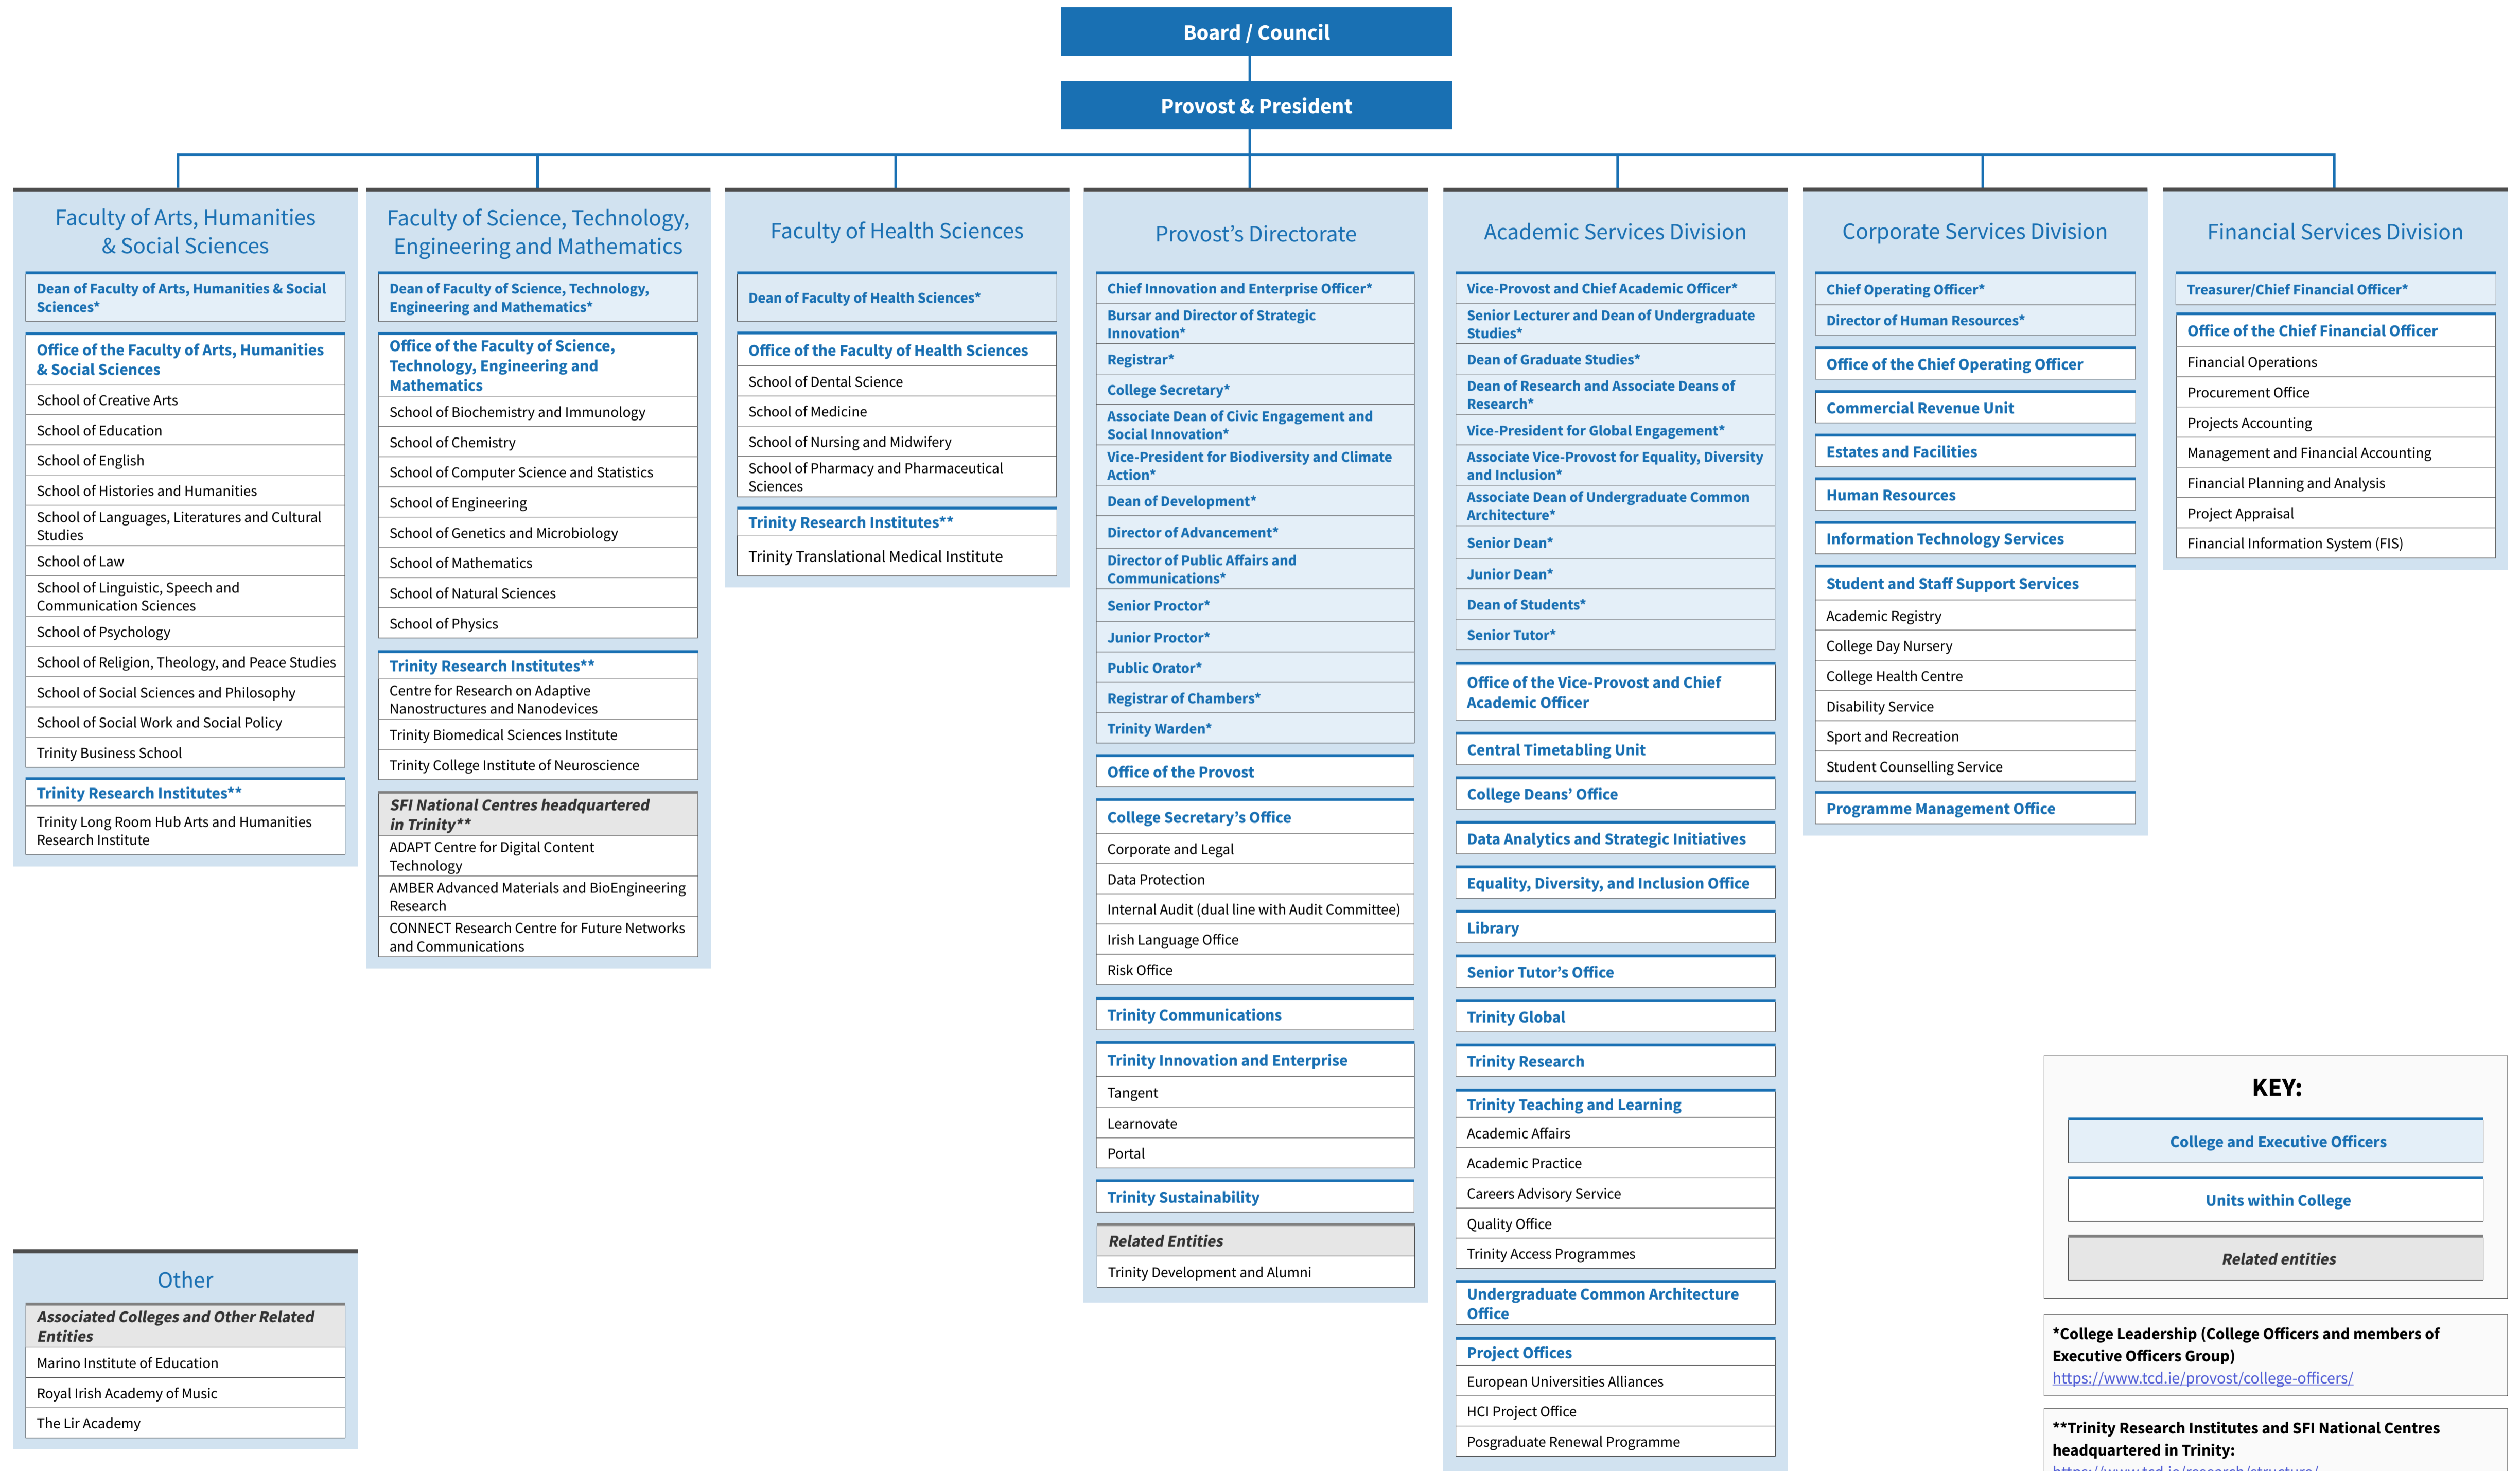 Board / Council
Provost & President
Faculty of Arts, Humanities
& Social Sciences
Dean of Faculty of Arts, Humanities & Social
Sciences*
Office of the Faculty of Arts, Humanities
& Social Sciences
School of Creative Arts
School of Education
School of English
School of Histories and Humanities
School of Languages, Literatures and Cultural
Studies
School of Law
School of Linguistic, Speech and
Communication Sciences
School of Psychology
School of Religion, Theology, and Peace Studies
School of Social Sciences and Philosophy
School of Social Work and Social Policy
Trinity Business School
Trinity Research Institutes**
Trinity Long Room Hub Arts and Humanities
Research Institute
Faculty of Science, Technology,
Engineering and Mathematics
Dean of Faculty of Science, Technology,
Engineering and Mathematics*
Office of the Faculty of Science,
Technology, Engineering and
Mathematics
School of Biochemistry and Immunology
School of Chemistry
School of Computer Science and Statistics
School of Engineering
School of Genetics and Microbiology
School of Mathematics
School of Natural Sciences
School of Physics
Trinity Research Institutes**
Centre for Research on Adaptive
Nanostructures and Nanodevices
Trinity Biomedical Sciences Institute
Trinity College Institute of Neuroscience
SFI National Centres headquartered
in Trinity**
ADAPT Centre for Digital Content
Technology
AMBER Advanced Materials and BioEngineering
Research
CONNECT Research Centre for Future Networks
and Communications
Faculty of Health Sciences
Dean of Faculty of Health Sciences*
Office of the Faculty of Health Sciences
School of Dental Science
School of Medicine
School of Nursing and Midwifery
School of Pharmacy and Pharmaceutical
Sciences
Trinity Research Institutes**
Trinity Translational Medical Institute
Provost’s Directorate
Chief Innovation and Enterprise Officer*
Bursar and Director of Strategic
Innovation*
Registrar*
College Secretary*
Associate Dean of Civic Engagement and
Social Innovation*
Vice-President for Biodiversity and Climate
Action*
Dean of Development*
Director of Advancement*
Director of Public Affairs and
Communications*
Senior Proctor*
Junior Proctor*
Public Orator*
Registrar of Chambers*
Trinity Warden*
Office of the Provost
College Secretary’s Office
Corporate and Legal
Data Protection
Internal Audit (dual line with Audit Committee)
Irish Language Office
Risk Office
Trinity Communications
Trinity Innovation and Enterprise
Tangent
Learnovate
Portal
Trinity Sustainability
Related Entities
Trinity Development and Alumni
Academic Services Division
Vice-Provost and Chief Academic Officer*
Senior Lecturer and Dean of Undergraduate
Studies*
Dean of Graduate Studies*
Dean of Research and Associate Deans of
Research*
Vice-President for Global Engagement*
Associate Vice-Provost for Equality, Diversity
and Inclusion*
Associate Dean of Undergraduate Common
Architecture*
Senior Dean*
Junior Dean*
Dean of Students*
Senior Tutor*
Office of the Vice-Provost and Chief
Academic Officer
Central Timetabling Unit
College Deans’ Office
Data Analytics and Strategic Initiatives
Equality, Diversity, and Inclusion Office
Library
Senior Tutor’s Office
Trinity Global
Trinity Research
Trinity Teaching and Learning
Academic Affairs
Academic Practice
Careers Advisory Service
Quality Office
Trinity Access Programmes
Undergraduate Common Architecture
Office
Project Offices
European Universities Alliances
HCI Project Office
Posgraduate Renewal Programme
Corporate Services Division
Chief Operating Officer*
Director of Human Resources*
Office of the Chief Operating Officer
Commercial Revenue Unit
Estates and Facilities
Human Resources
Information Technology Services
Student and Staff Support Services
Academic Registry
College Day Nursery
College Health Centre
Disability Service
Sport and Recreation
Student Counselling Service
Programme Management Office
Financial Services Division
Treasurer/Chief Financial Officer*
Office of the Chief Financial Officer
Financial Operations
Procurement Office
Projects Accounting
Management and Financial Accounting
Financial Planning and Analysis
Project Appraisal
Financial Information System (FIS)
Other
Associated Colleges and Other Related
Entities
Marino Institute of Education
Royal Irish Academy of Music
The Lir Academy
KEY:
College and Executive Officers
Units within College
Related entities
*College Leadership (College Officers and members of
Executive Officers Group)
https://www.tcd.ie/provost/college-officers/
**Trinity Research Institutes and SFI National Centres
headquartered in Trinity:
https://www.tcd.ie/research/structure/